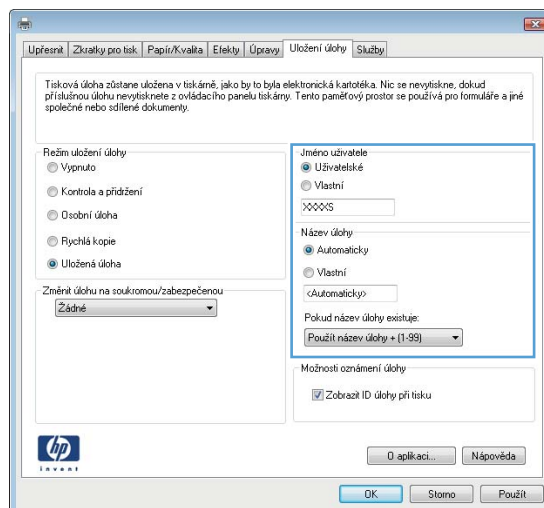 Upřesnit Zkratky pro tisk Papír/Kvalita Efekty Úpravy Uložení úlohy Služby
Tisková úloha zůstane uložena v tiskárně, jako by to byla elektronická kartotéka. Nic se nevytiskne, dokud
příslušnou úlohu nevytisknete z ovládacího panelu tiskárny. Tento paměťový prostor se používá pro formuláře a jiné
společné nebo sdílené dokumenty.
Režim uložení úlohy
Vypnuto
Kontrola a přidržení
Osobní úloha
Rychlá kopie
Uložená úloha
Změnit úlohu na soukromou/zabezpečenou
Žádné
Jméno uživatele
Uživatelské
Vlastní
XXXXS
Název úlohy
Automaticky
Vlastní
<Automaticky>
Pokud název úlohy existuje:
Použít název úlohy + (1-99)
Možnosti oznámení úlohy
Zobrazit ID úlohy při tisku
hp
invent
O aplikaci... Nápověda
OK Storno Použít